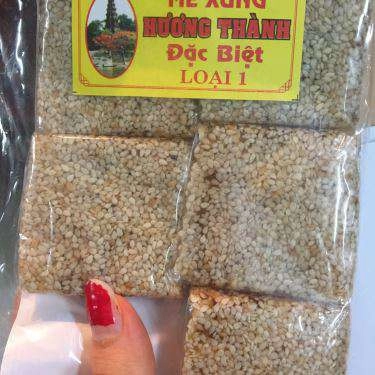 MÈ XỬNG
HƯƠNG THÀNH
Đặc Biệt
LOẠI 1